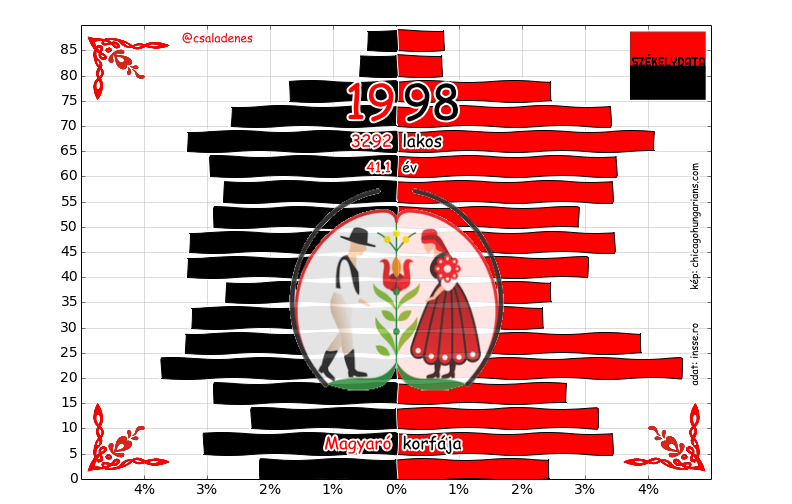 @csaladenes
SZÉKELYDATA
1998
3292 lakos
41,1 év
kép: chicagohungarians.com
adat: insse.ro
Magyaró korfája
85
80
75
70
65
60
55
50
45
40
35
30
25
20
15
10
5
0
4% 3% 2% 1% 0% 1% 2% 3% 4%